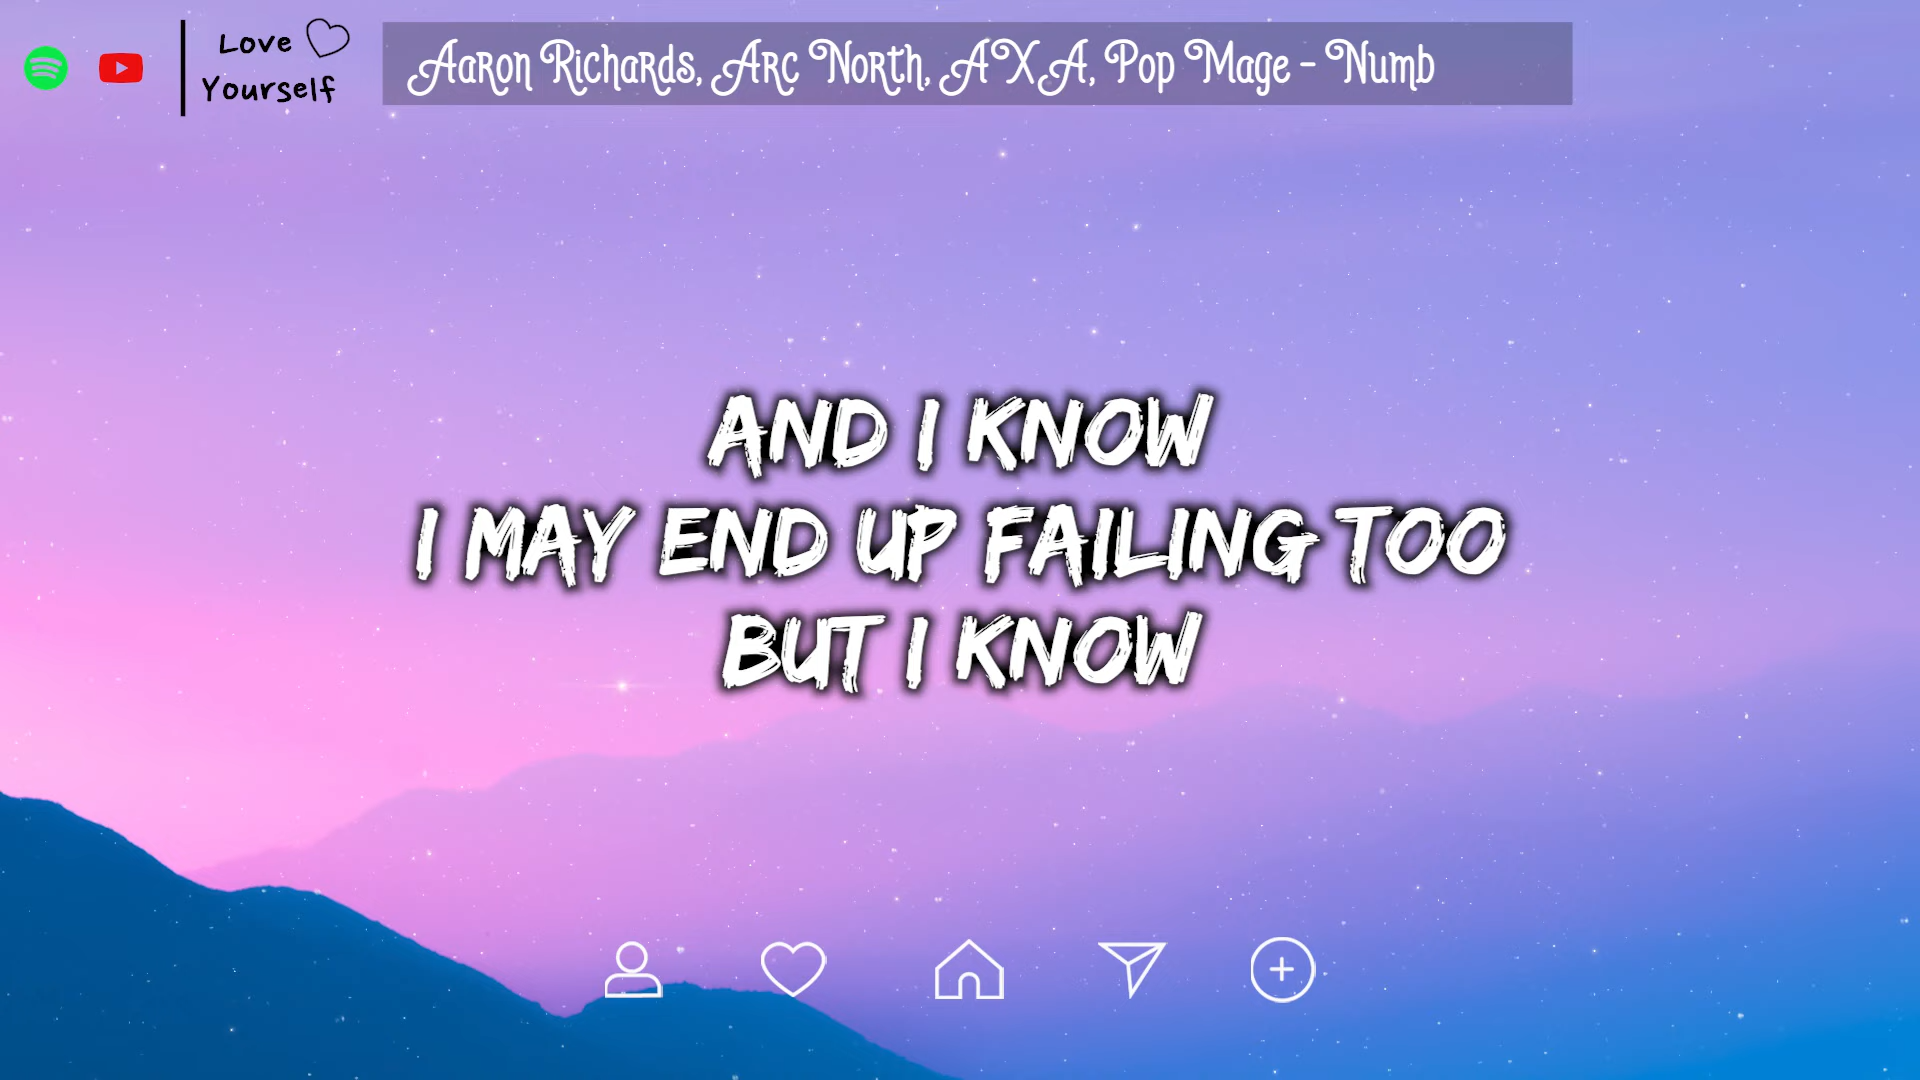 Love
Yourself
Aaron Richards, Arc North, AXA, Pop Mage - Numb
AND I KNOW
I MAY END UP FAILING TOO
BUT I KNOW